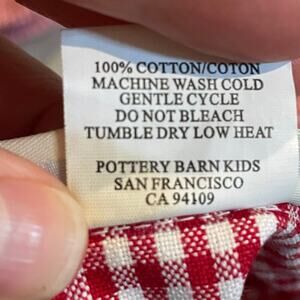 100% COTTON/COTON
MACHINE WASH COLD
GENTLE CYCLE
DO NOT BLEACH
TUMBLE DRY LOW HEAT
POTTERY BARN KIDS
SAN FRANCISCO
CA 94109